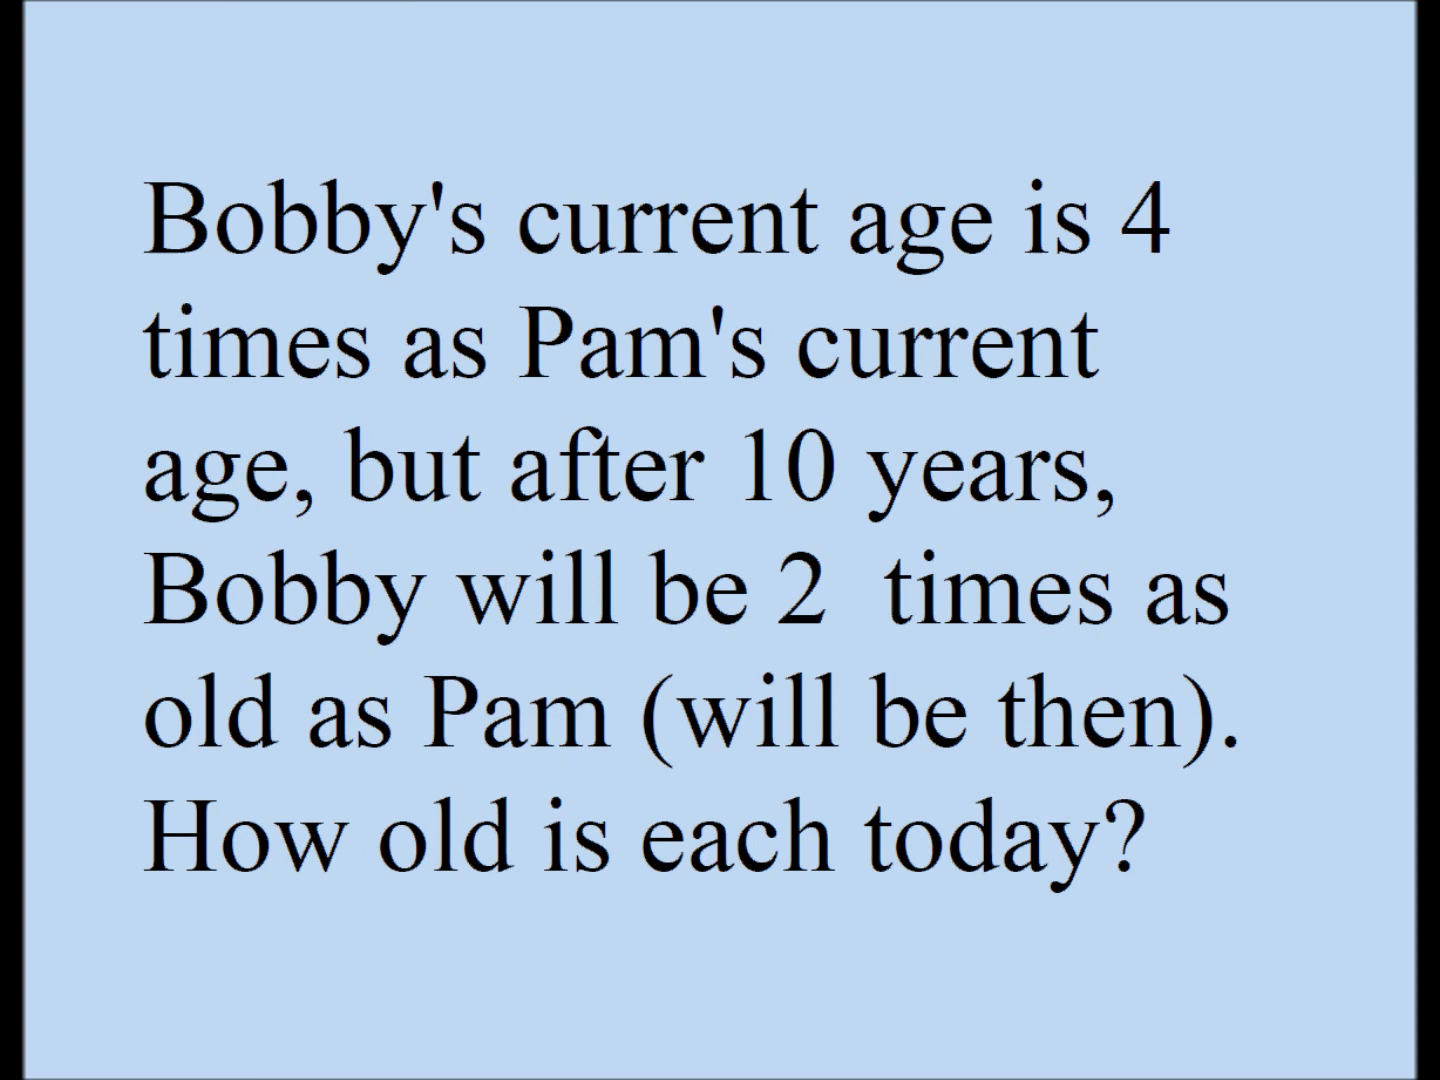 Bobby's current age is 4
times as Pam's current
age, but after 10 years,
Bobby will be 2  times as
old as Pam (will be then).
How old is each today?